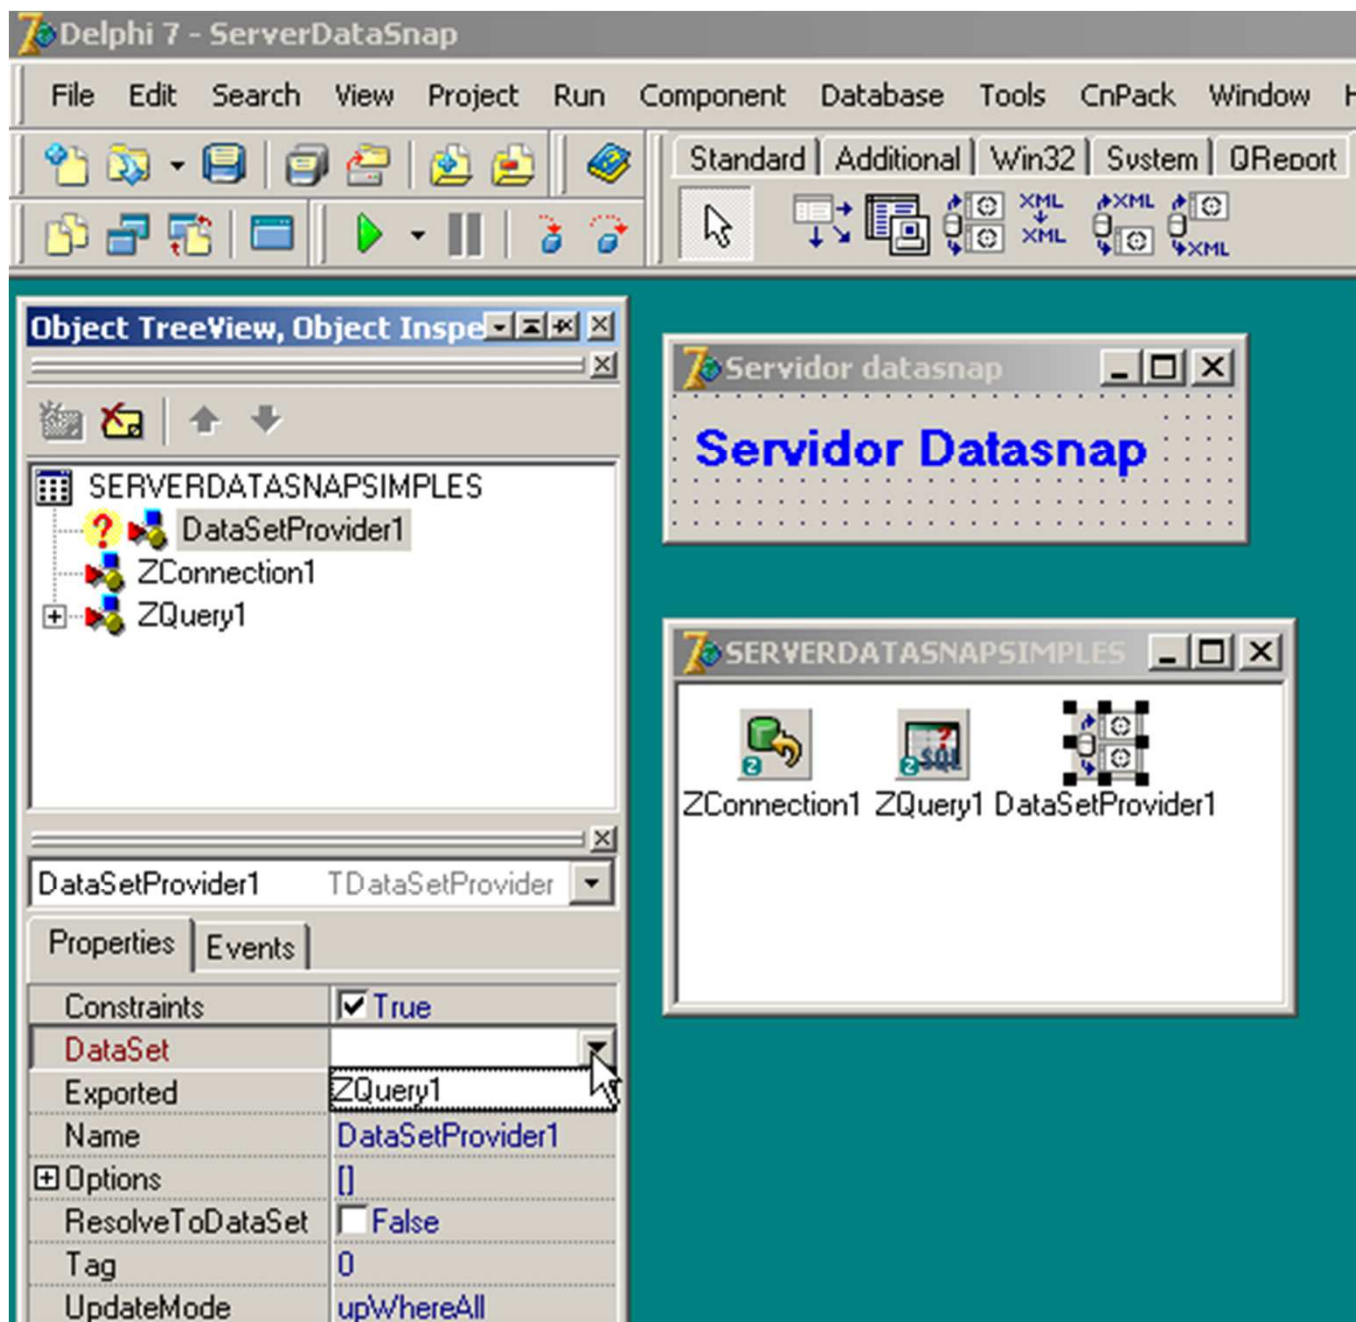 Delphi 7 - ServerDataSnap
File Edit Search View Project Run Component Database Tools CnPack Window H
Standard Additional Win32 System QReport
XML XML
XML XML
Object TreeView, Object Inspe
Servidor datasnap
Servidor Datasnap
SERVERDATASNAPSIMPLES
DataSetProvider1
ZConnection1
ZQuery1
SERVERDATASNAPSIMPLES
ZConnection1 ZQuery1 DataSetProvider1
DataSetProvider1 TDataSetProvider
Properties Events
Constraints True
DataSet
Exported ZQuery1
Name DataSetProvider1
Options []
ResolveToDataSet False
Tag 0
UpdateMode upWhereAll